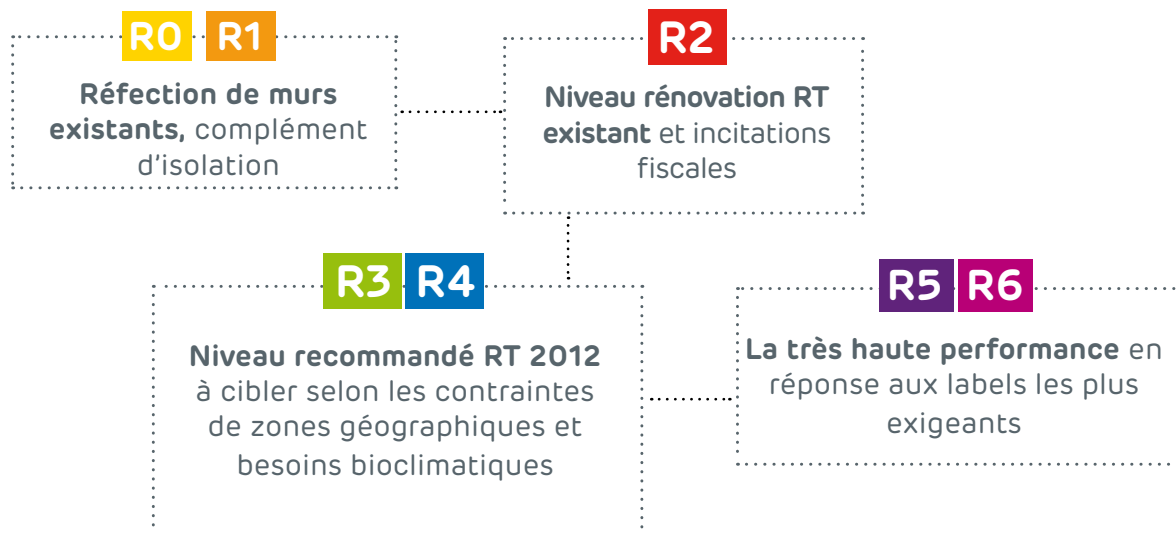 R0 R1
Réfection de murs
existants, complément
d'isolation
R2
Niveau rénovation RT
existant et incitations
fiscales
R3 R4
Niveau recommandé RT 2012
à cibler selon les contraintes
de zones géographiques et
besoins bioclimatiques
R5 R6
La très haute performance en
réponse aux labels les plus
exigeants